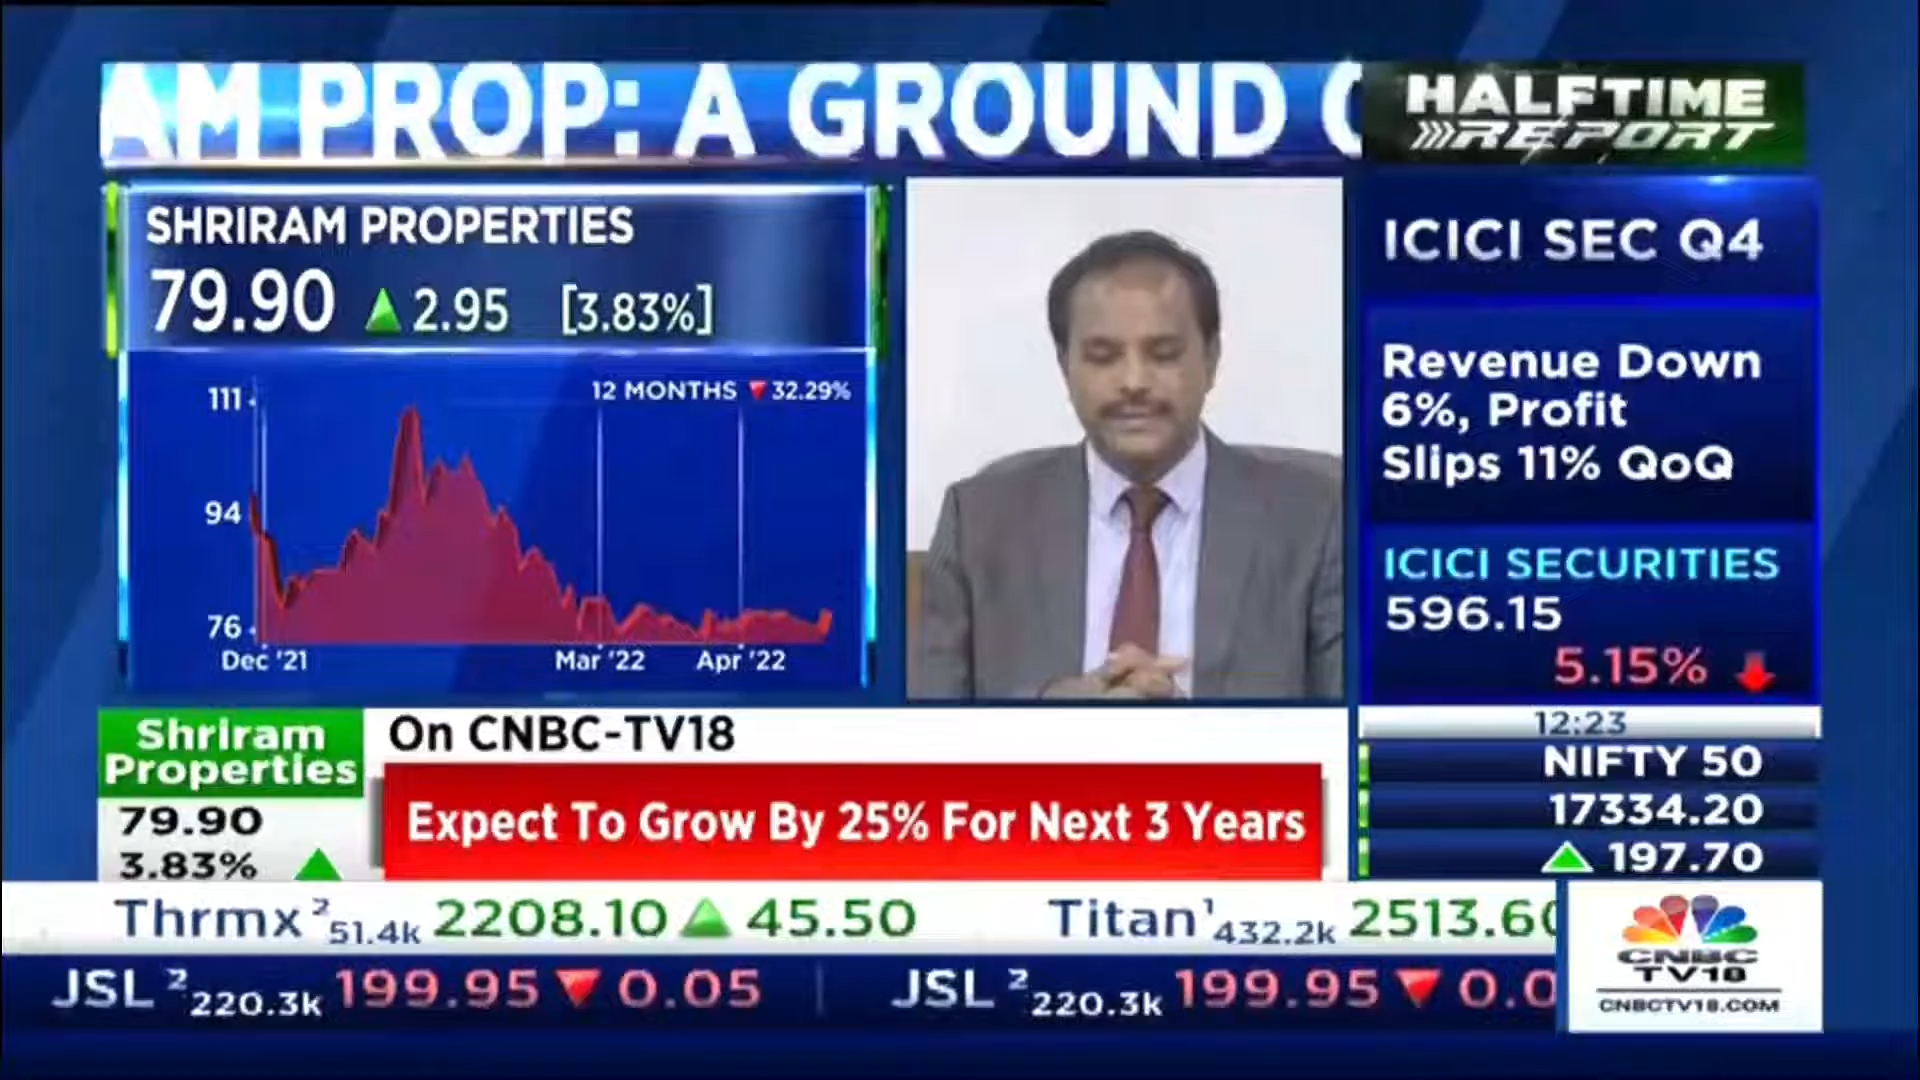 AM PROP: A GROUND
HALFTIME
REPORT
SHRIRAM PROPERTIES
79.90 ▲ 2.95 [3.83%]
12 MONTHS ▼ 32.29%
111
94
76
Dec '21 Mar '22 Apr '22
ICICI SEC Q4
Revenue Down
6%, Profit
Slips 11% QoQ
ICICI SECURITIES
596.15
5.15%
12:23
NIFTY 50
17334.20
▲ 197.70
Shriram
Properties
79.90
3.83% ▲
On CNBC-TV18
Expect To Grow By 25% For Next 3 Years
Thrmx ² 51.4k 2208.10 ▲ 45.50 Titan ¹ 432.2k 2513.60
JSL ² 220.3k 199.95 ▼ 0.05 JSL ² 220.3k 199.95 ▼ 0.0
CNBC
TV18
CNBCTV18.COM